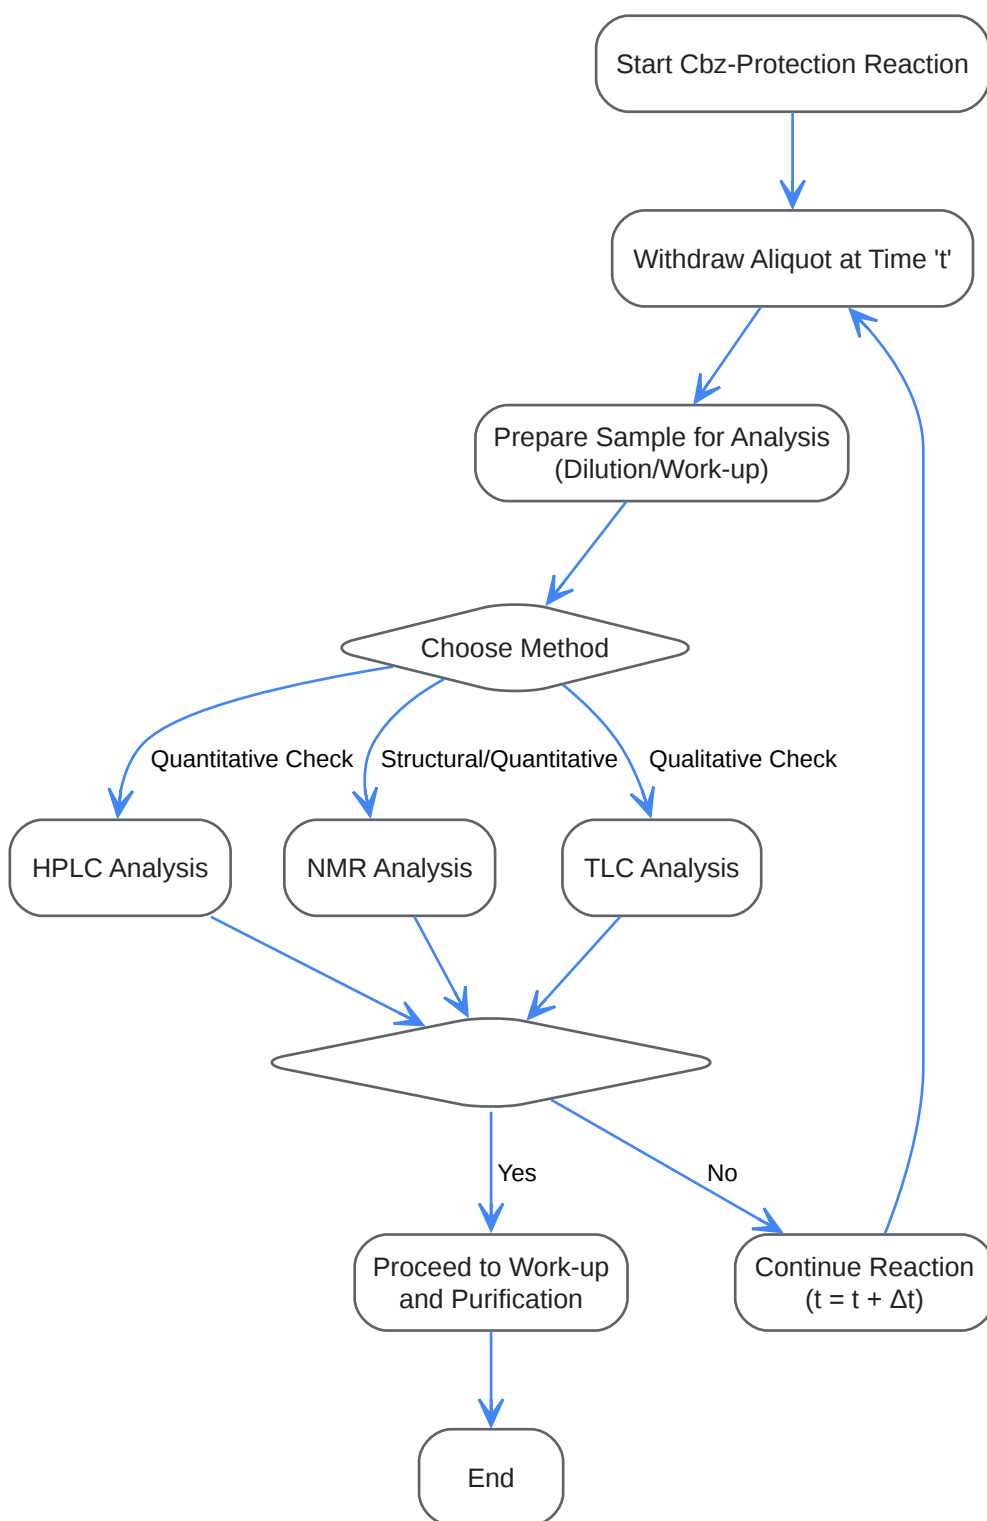 Start Cbz-Protection Reaction
Withdraw Aliquot at Time 't'
Prepare Sample for Analysis
(Dilution/Work-up)
Choose Method
Quantitative Check
Structural/Quantitative
Qualitative Check
HPLC Analysis
NMR Analysis
TLC Analysis
Yes
No
Proceed to Work-up
and Purification
Continue Reaction
(t = t + Δt)
End